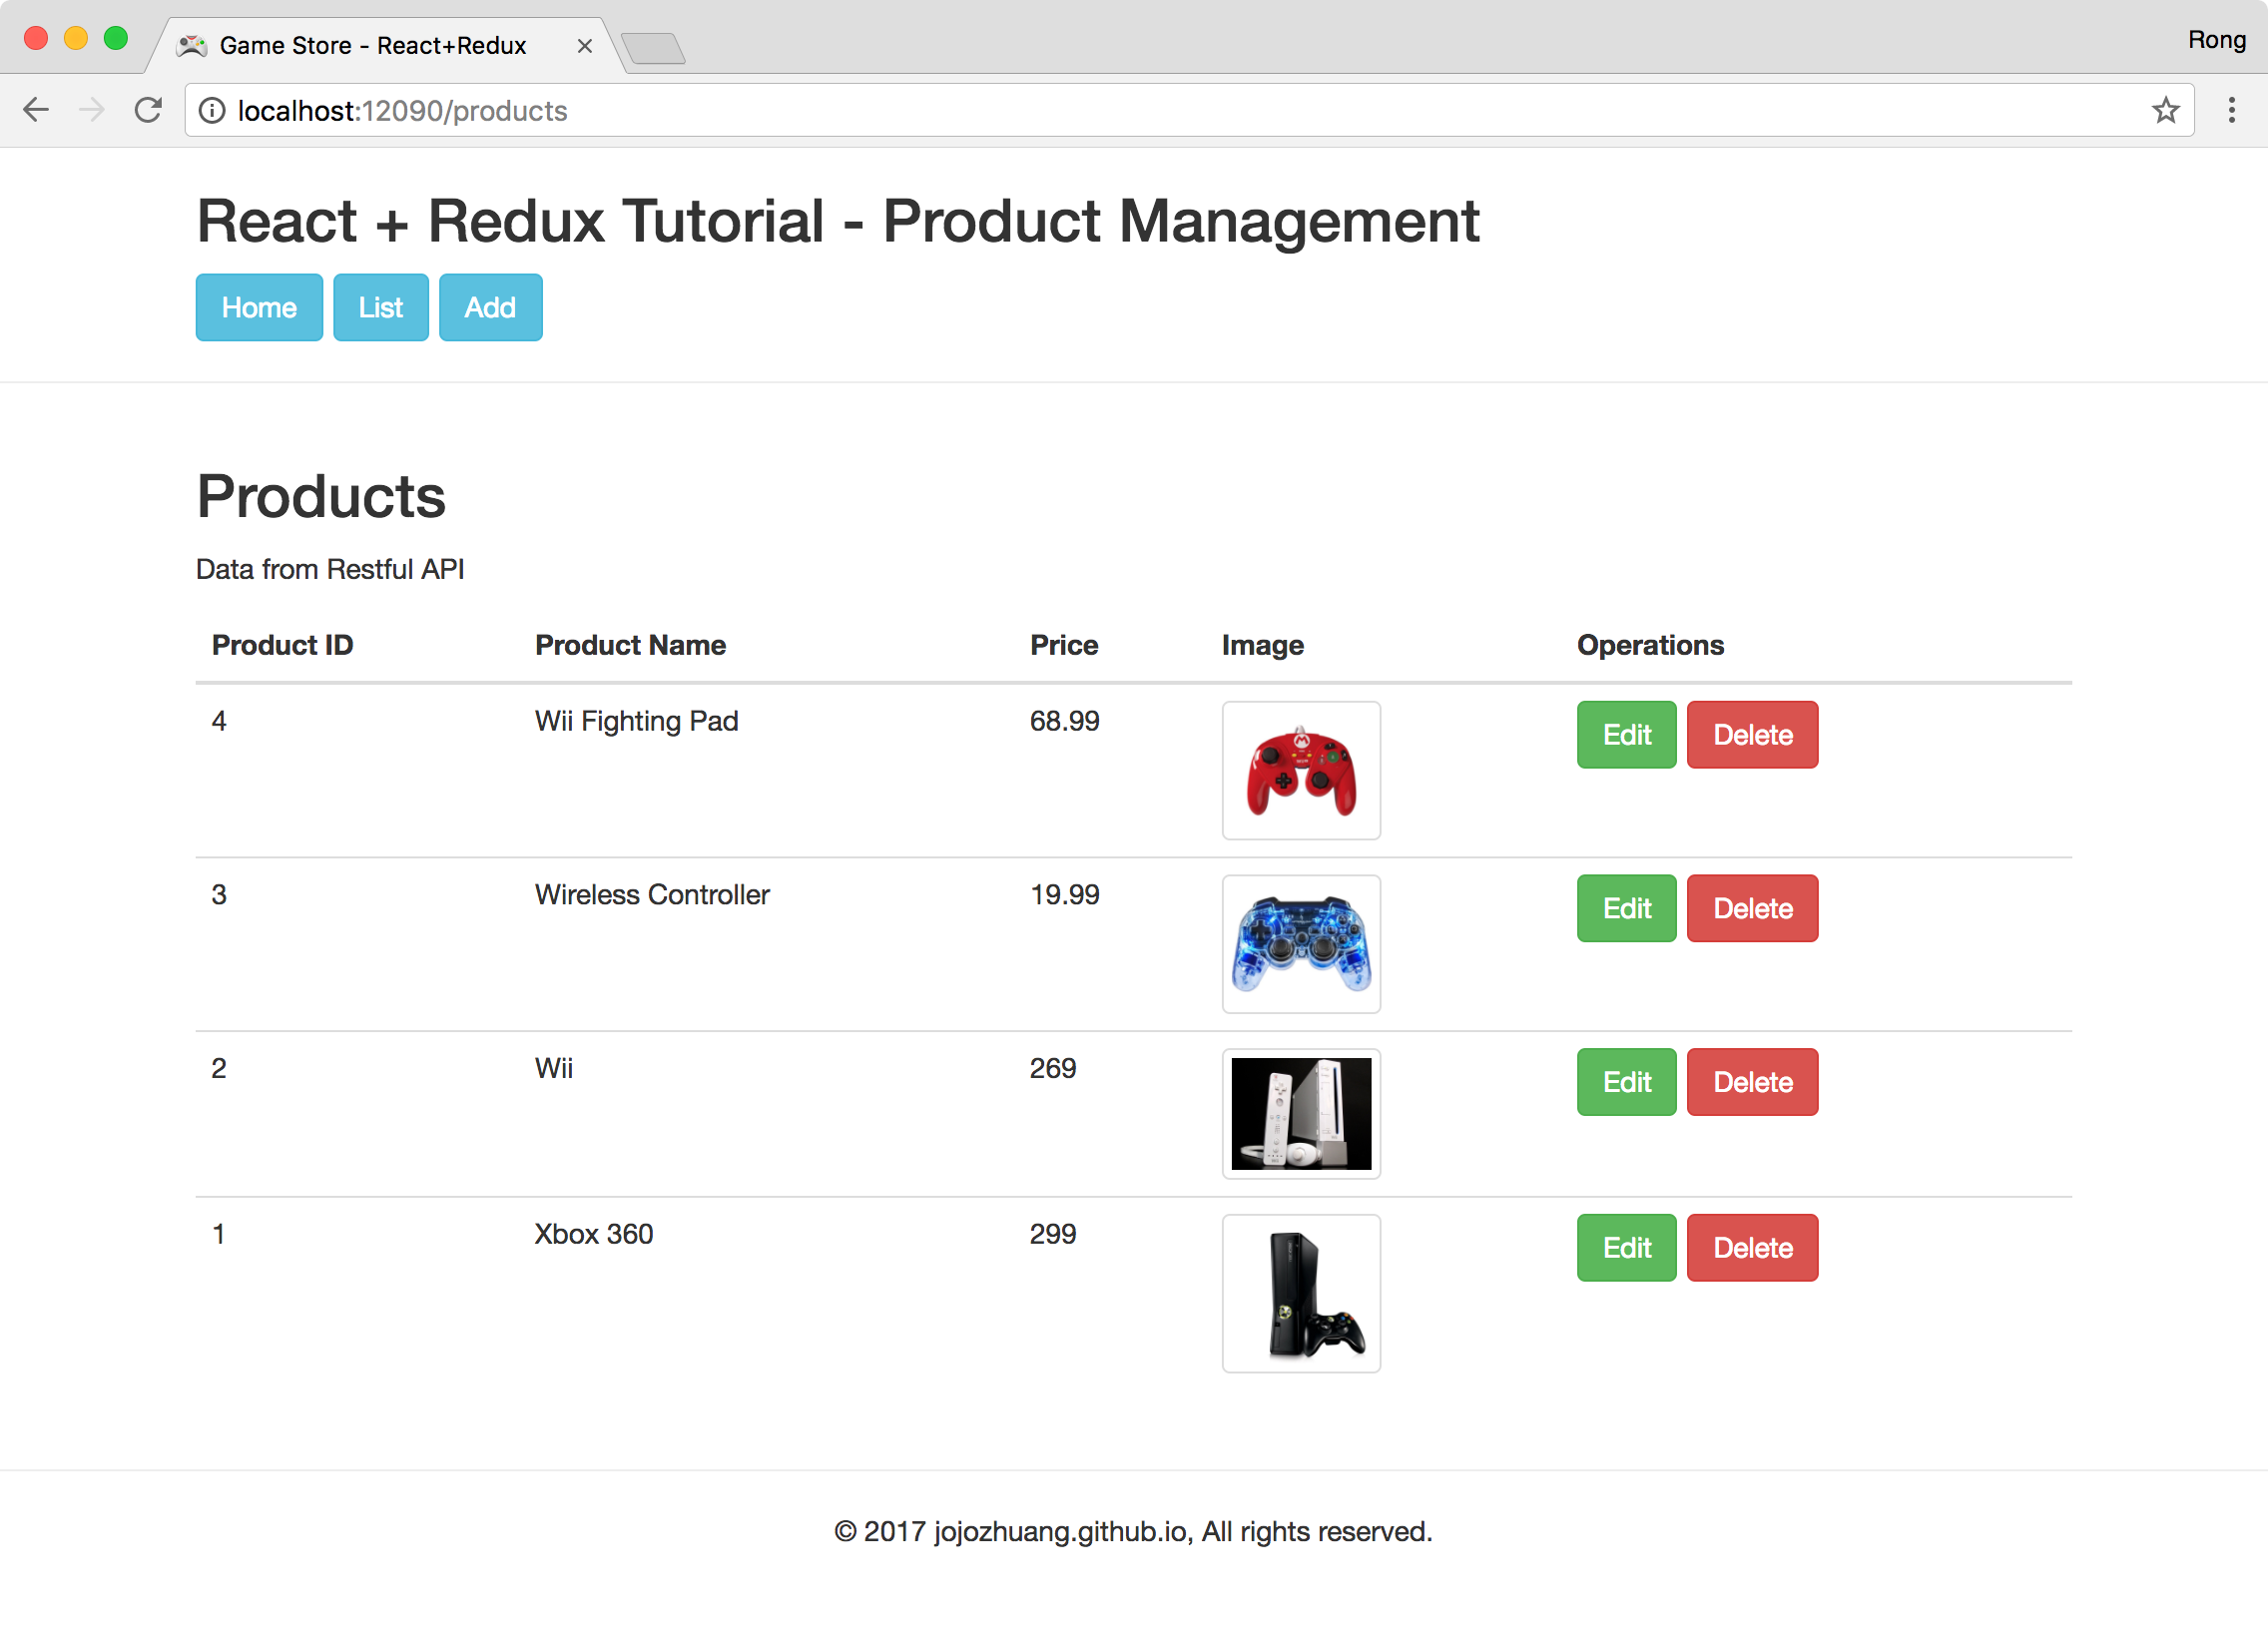 Game Store - React+Redux
Rong
localhost:12090/products
React + Redux Tutorial - Product Management
Home List Add
Products
Data from Restful API
Product ID Product Name Price Image Operations
4 Wii Fighting Pad 68.99 Edit Delete
3 Wireless Controller 19.99 Edit Delete
2 Wii 269 Edit Delete
1 Xbox 360 299 Edit Delete
© 2017 jojozhuang.github.io, All rights reserved.